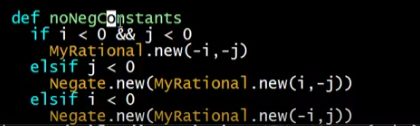 def noNegConstants
  if i < 0 && j < 0
    MyRational.new(-i,-j)
  elsif j < 0
    Negate.new(MyRational.new(i,-j))
  elsif i < 0
    Negate.new(MyRational.new(-i,j))